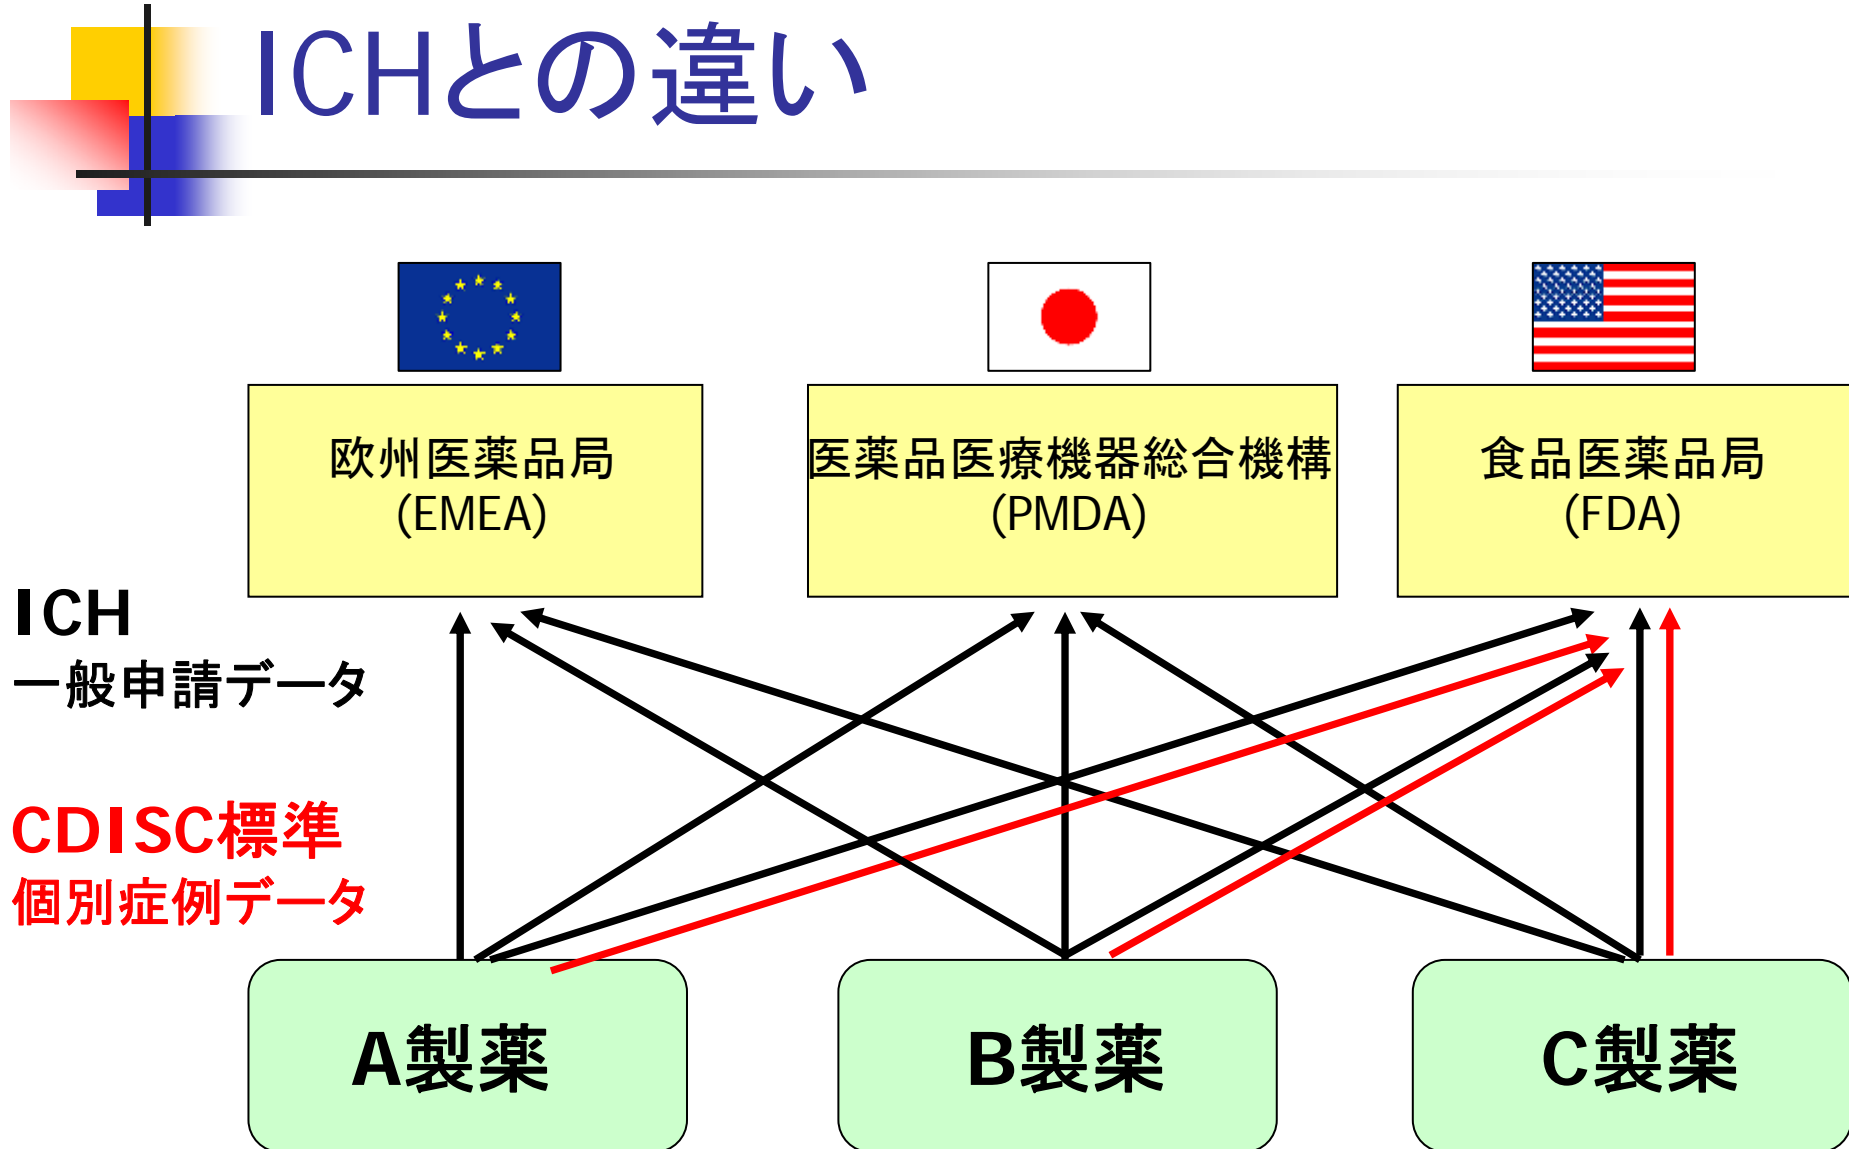 ICHとの違い
欧州医薬品局
(EMEA)
医薬品医療機器総合機構
(PMDA)
食品医薬品局
(FDA)
ICH
一般申請データ
CDISC標準
個別症例データ
A製薬
B製薬
C製薬